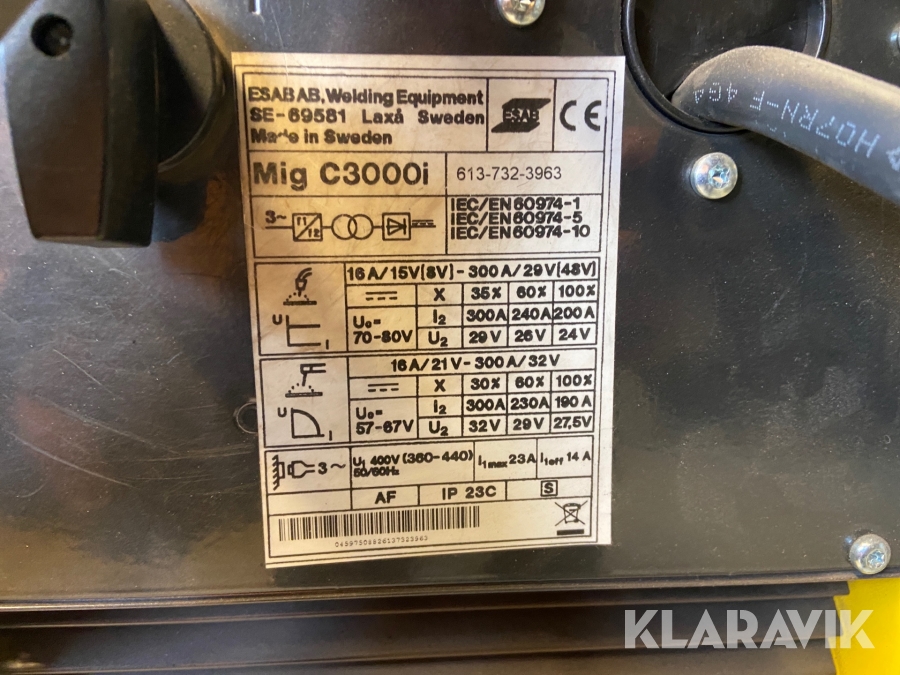 ESAB AB, Welding Equipment
SE-69581 Laxå Sweden
Made in Sweden
ESAB
CE
Mig C3000i
613-732-3963
3~ f1 f2
IEC/EN 60974-1
IEC/EN 60974-5
IEC/EN 60974-10
16A/15V(8V)-300A/29V(48V)
X 35% 60% 100%
U I
U₀=
70-80V
I₂ 300A 240A 200A
U₂ 29V 26V 24V
16A/21V-300A/32V
X 30% 60% 100%
U I
U₀=
57-67V
I₂ 300A 230A 190A
U₂ 32V 29V 27,5V
3~
U₁ 400V (360-440)
50/60Hz
I₁max 23A
I₁eff 14A
AF
IP 23C
S
H07RN-F 4G4
KLARAVIK